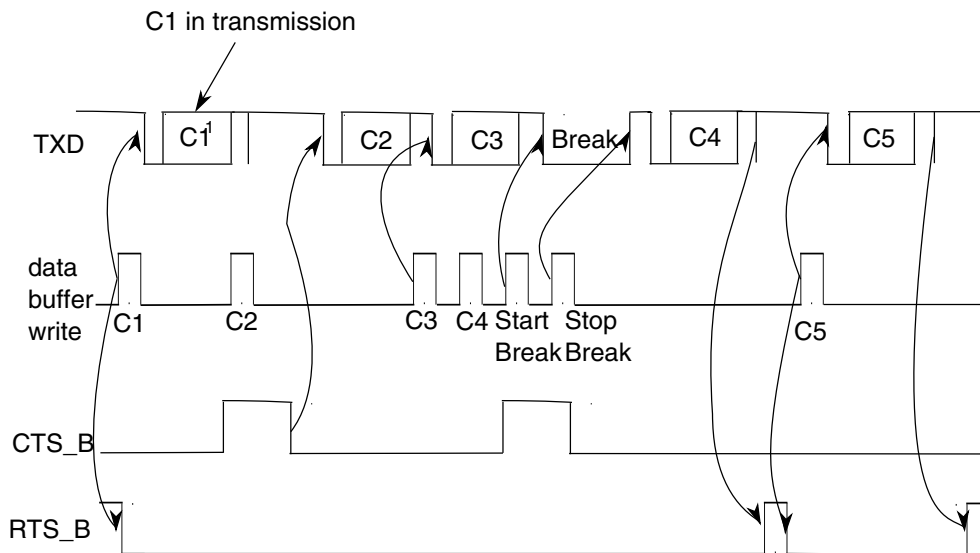 C1 in transmission
TXD
C1 1
C2
C3
Break
C4
C5
data
buffer
write
C1
C2
C3
C4
Start
Break
Stop
Break
C5
CTS_B
RTS_B